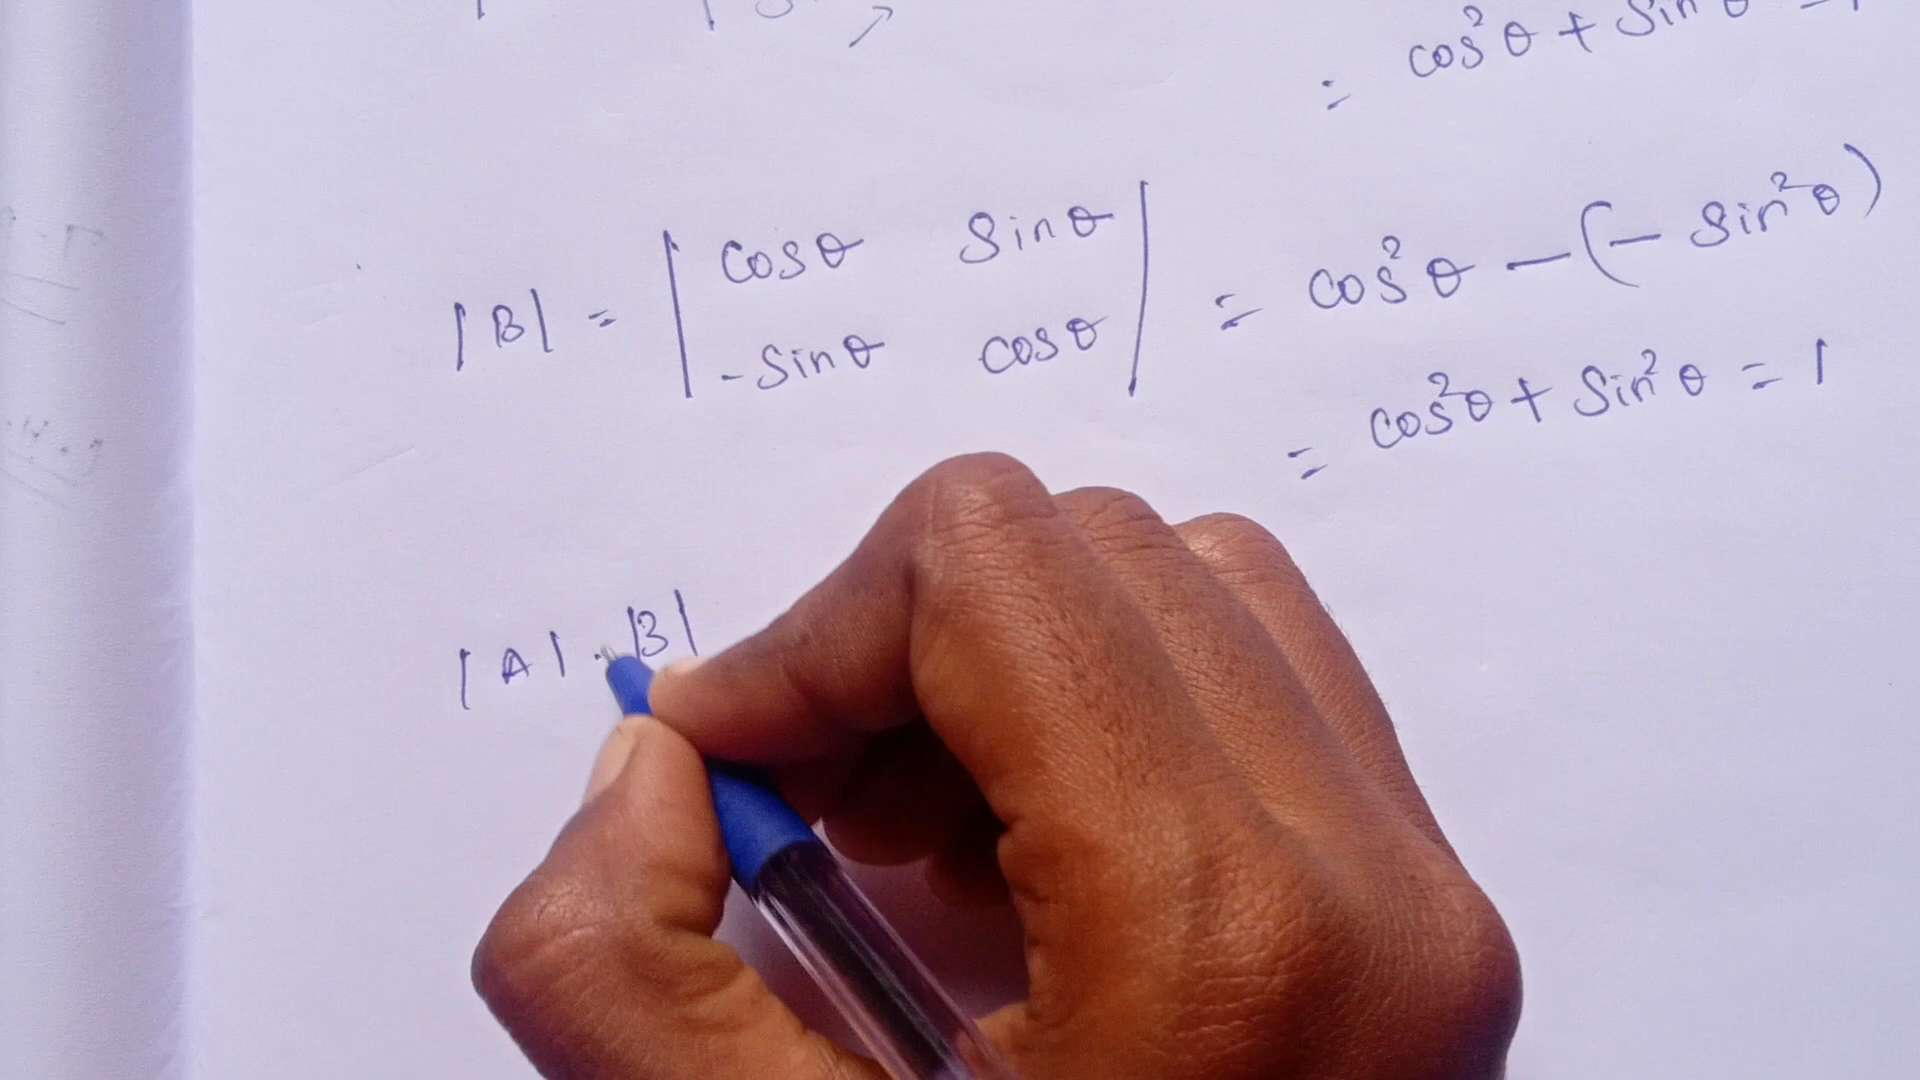 = cos²θ + Sin
|B| = | cosθ Sinθ | = cos²θ - (- Sin²θ)
| -Sinθ cosθ |
= cos²θ + Sin²θ = 1
|A| . |B|